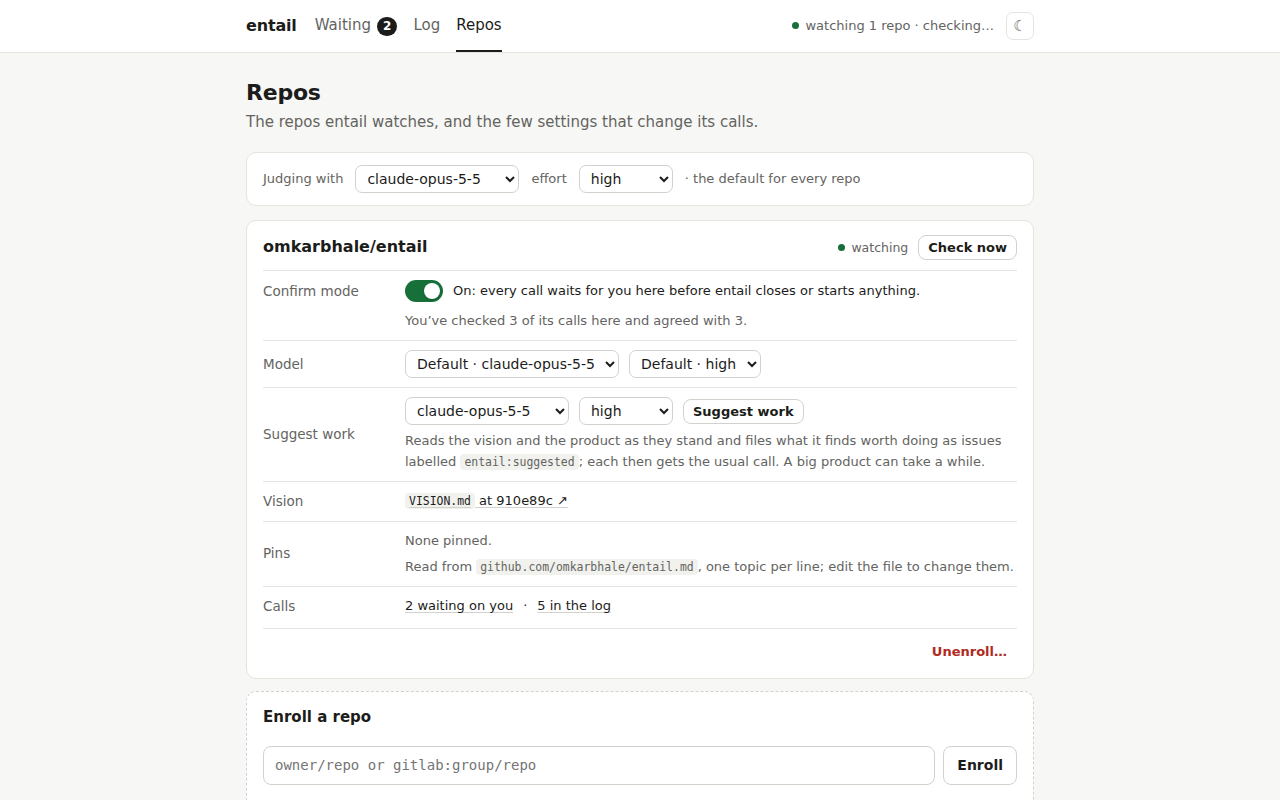 entail Waiting 2 Log Repos watching 1 repo · checking… ☾
Repos
The repos entail watches, and the few settings that change its calls.
Judging with claude-opus-5-5 effort high · the default for every repo
omkarbhale/entail watching Check now
Confirm mode On: every call waits for you here before entail closes or starts anything.
You’ve checked 3 of its calls here and agreed with 3.
Model Default · claude-opus-5-5 Default · high
Suggest work claude-opus-5-5 high Suggest work
Reads the vision and the product as they stand and files what it finds worth doing as issues
labelled entail:suggested; each then gets the usual call. A big product can take a while.
Vision VISION.md at 910e89c ↗
Pins None pinned.
Read from github.com/omkarbhale/entail.md, one topic per line; edit the file to change them.
Calls 2 waiting on you · 5 in the log
Unenroll…
Enroll a repo
owner/repo or gitlab:group/repo Enroll